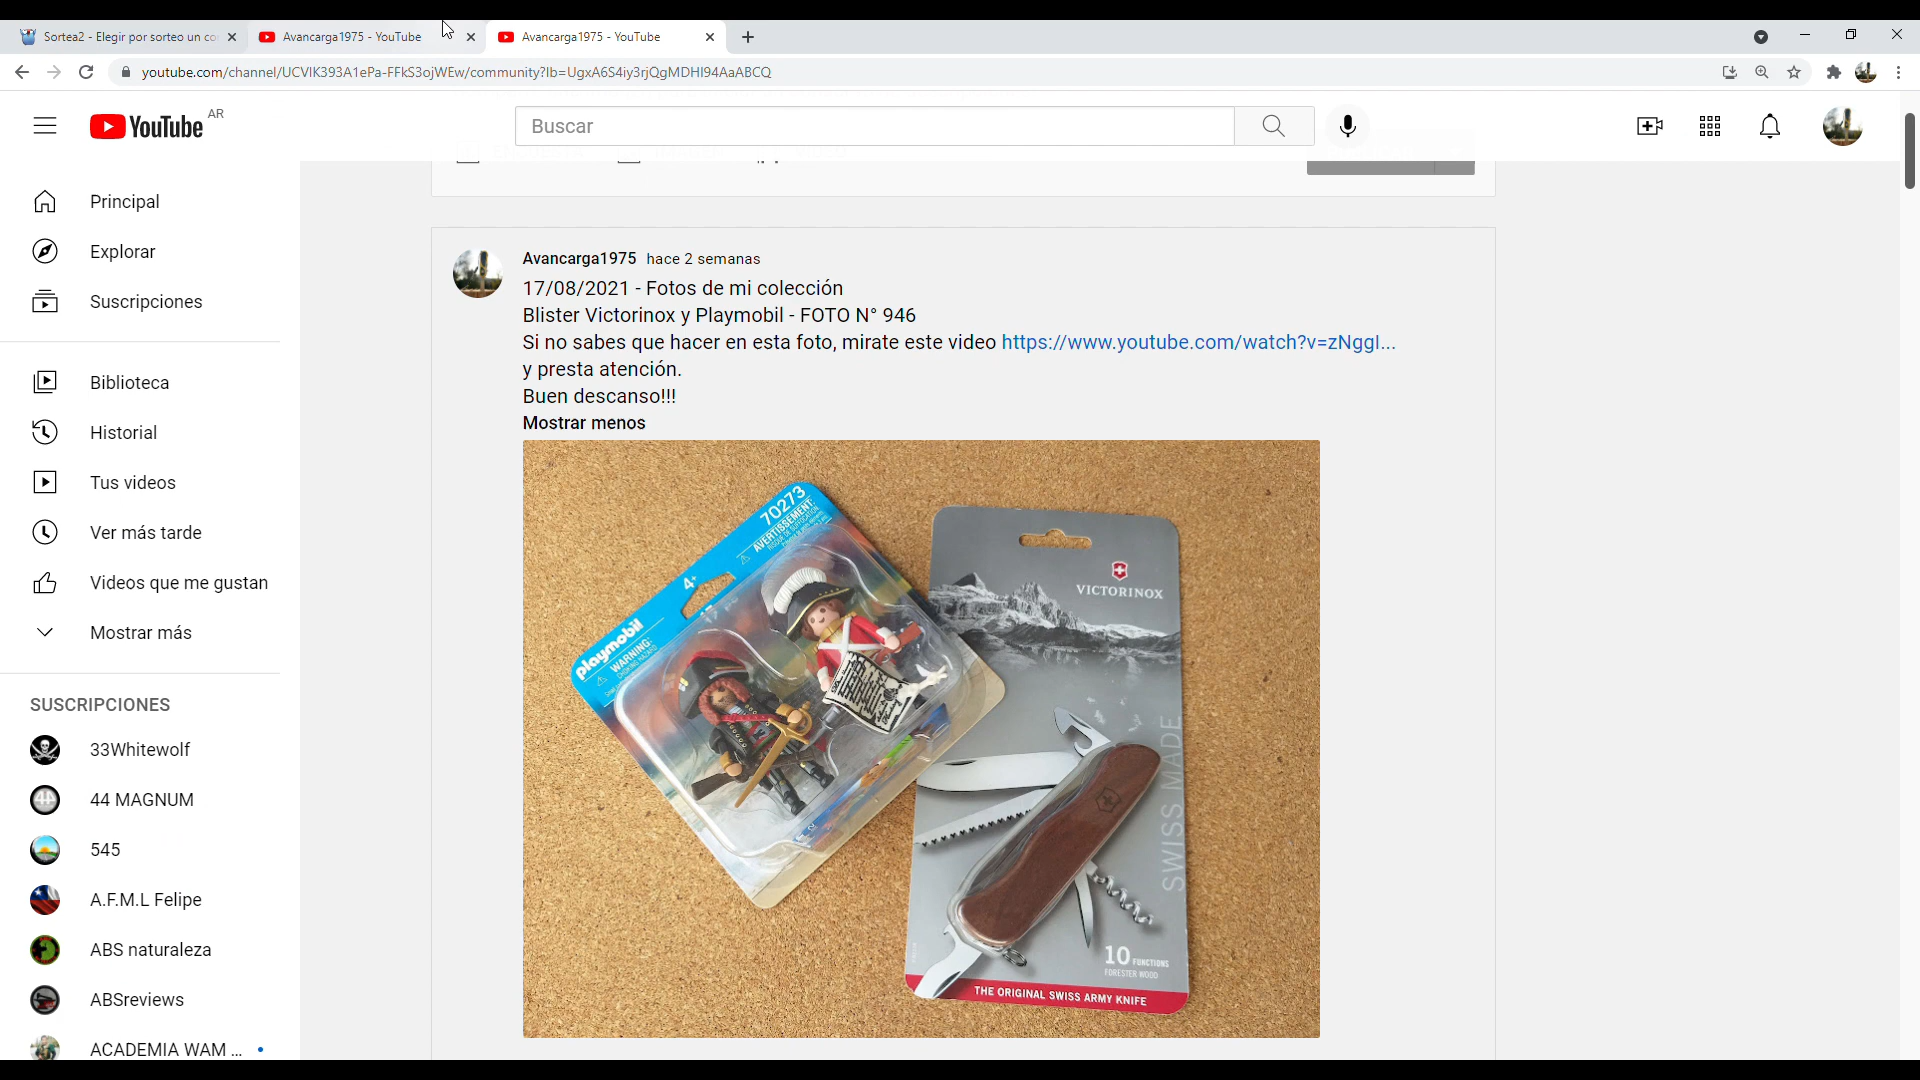 Sortea2 - Elegir por sorteo un co
Avancarga1975 - YouTube
Avancarga1975 - YouTube
youtube.com/channel/UCVIK393A1ePa-FFkS3ojWEw/community?lb=UgxA6S4iy3rjQgMDHI94AaABCQ
YouTube AR
Buscar
Principal
Explorar
Suscripciones
Biblioteca
Historial
Tus videos
Ver más tarde
Videos que me gustan
Mostrar más
SUSCRIPCIONES
33Whitewolf
44 MAGNUM
545
A.F.M.L Felipe
ABS naturaleza
ABSreviews
ACADEMIA WAM ...
Avancarga1975 hace 2 semanas
17/08/2021 - Fotos de mi colección
Blister Victorinox y Playmobil - FOTO N° 946
Si no sabes que hacer en esta foto, mirate este video https://www.youtube.com/watch?v=zNggl...
y presta atención.
Buen descanso!!!
Mostrar menos
70273
AVERTISSEMENT:
4+
playmobil
WARNING:
VICTORINOX
SWISS MADE
10 FUNCTIONS
FORESTER WOOD
THE ORIGINAL SWISS ARMY KNIFE